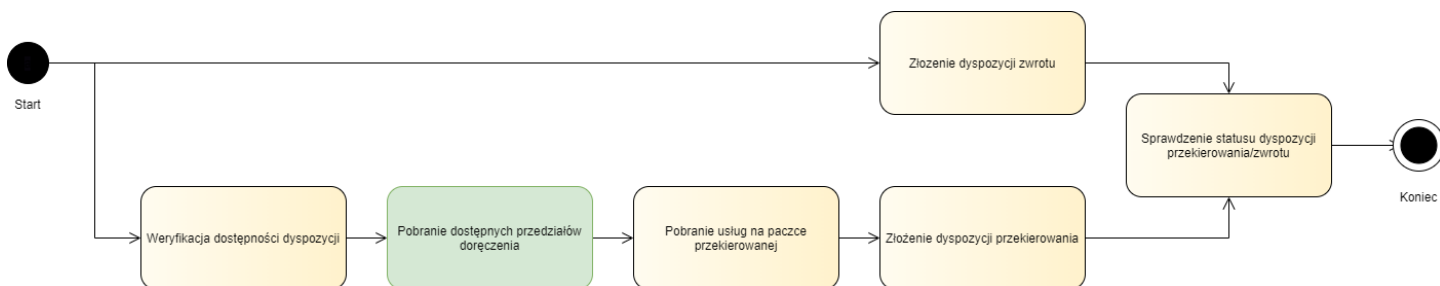 Start
Złozenie dyspozycji zwrotu
Sprawdzenie statusu dyspozycji
przekierowania/zwrotu
Koniec
Weryfikacja dostępności dyspozycji
Pobranie dostępnych przedziałów
doręczenia
Pobranie usług na paczce
przekierowanej
Złoźenie dyspozycji przekierowania